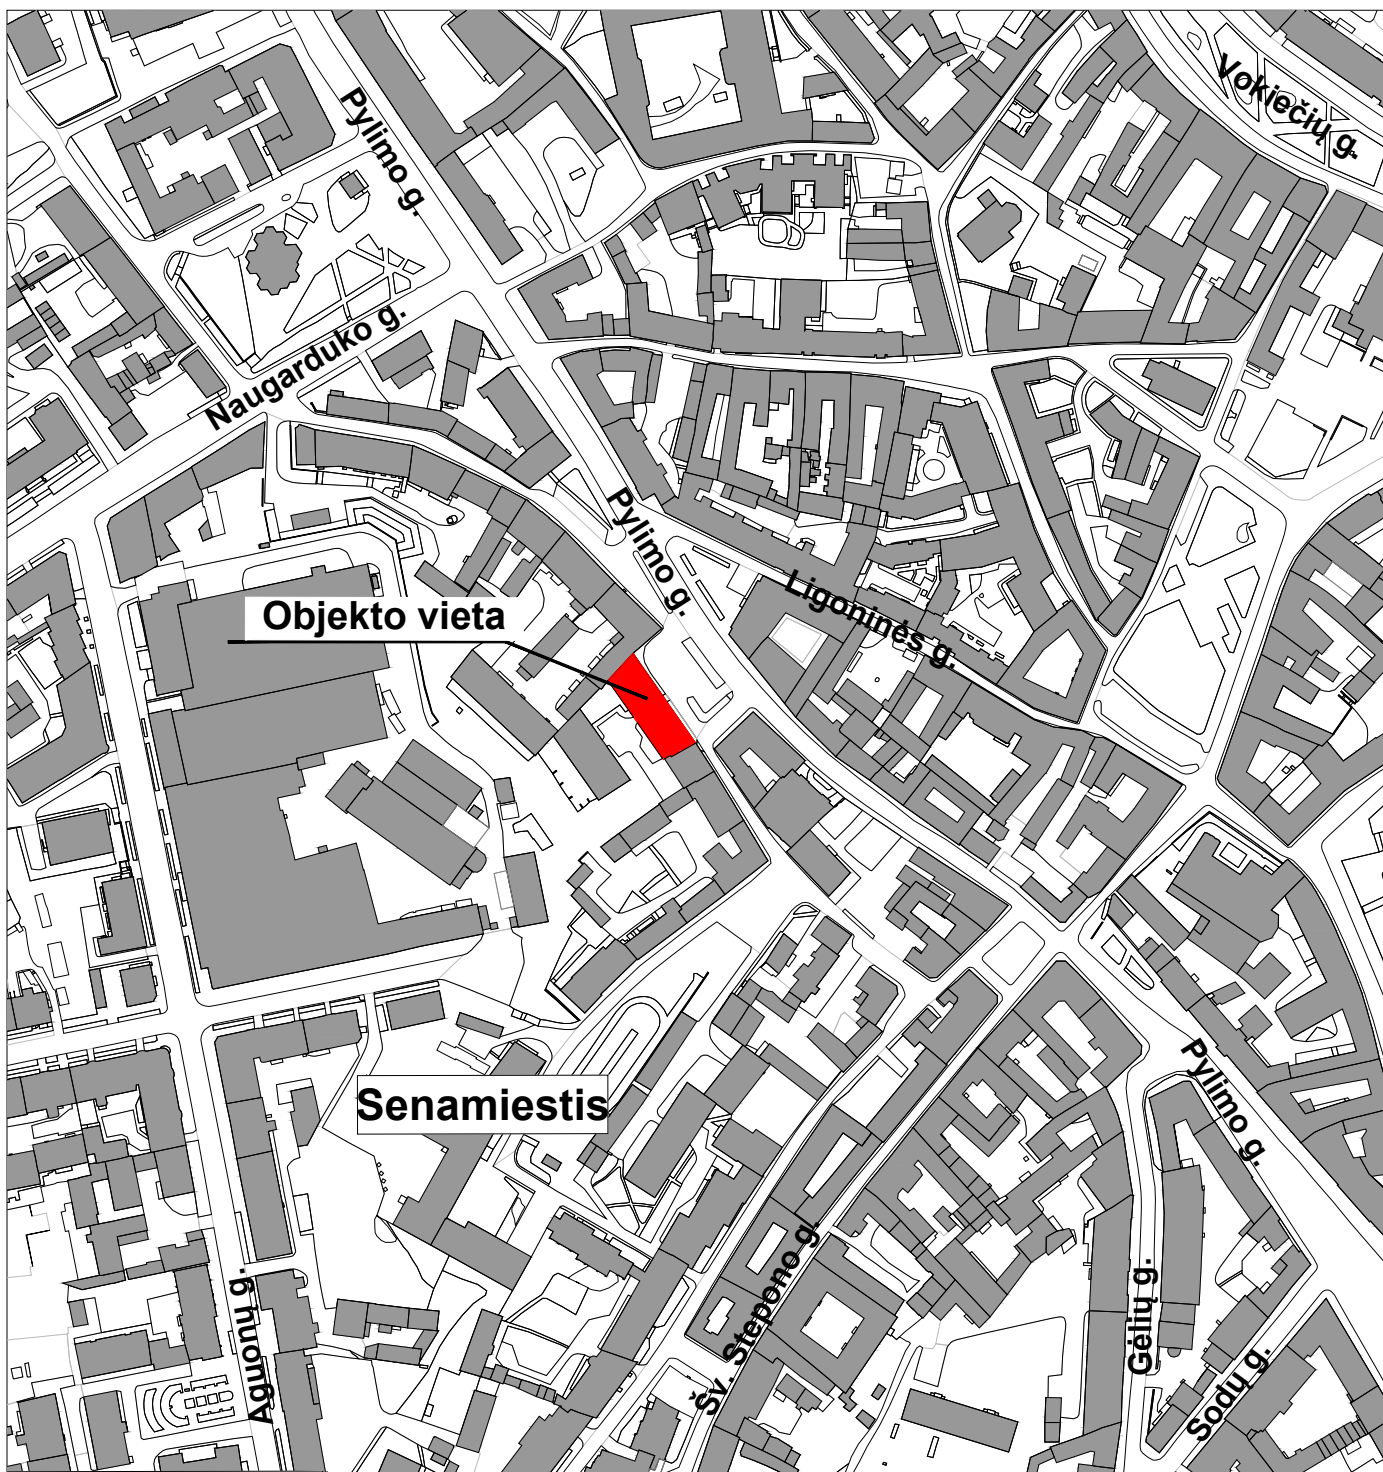 Vokiečių g.
Pylimo g.
Naugarduko g.
Pylimo g.
Ligoninės g.
Objekto vieta
Pylimo g.
Senamiestis
Šv. Stepono g.
Aguonų g.
Gėlių g.
Sodų g.